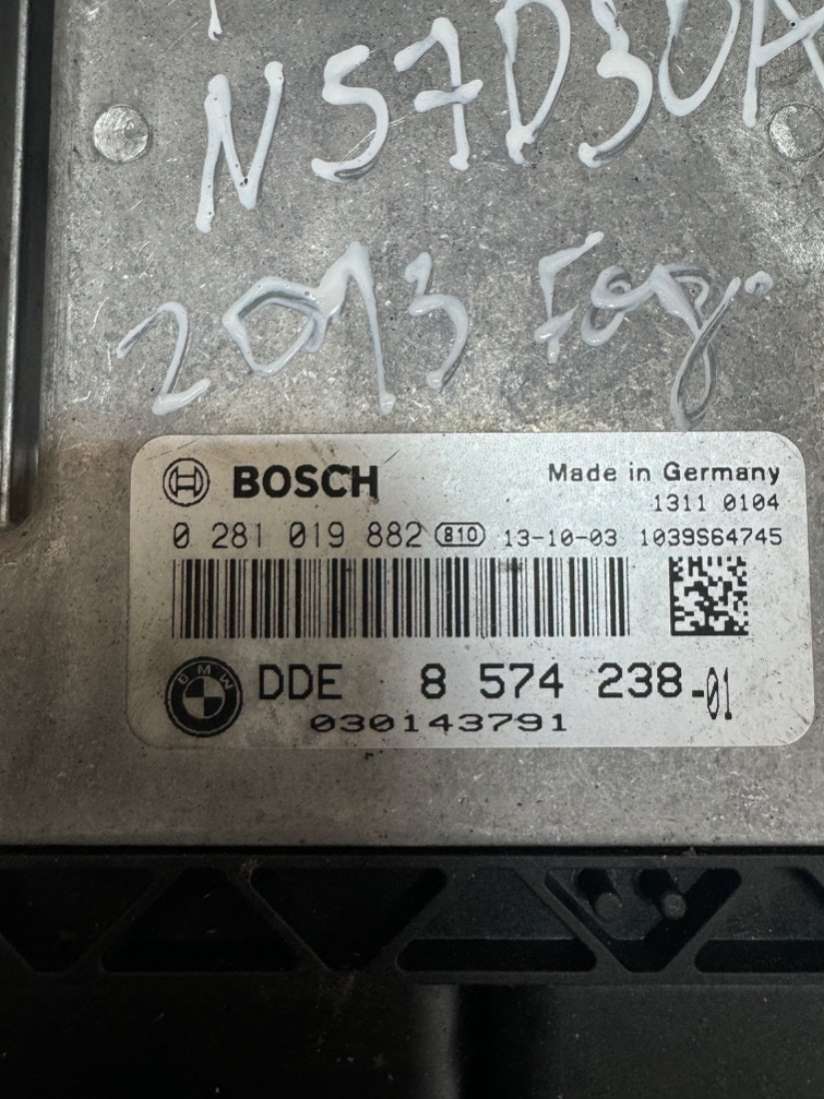 N57D30A
2013
BOSCH
Made in Germany
1311 0104
0 281 019 882 810 13-10-03 1039S64745
BMW
DDE 8 574 238-01
030143791